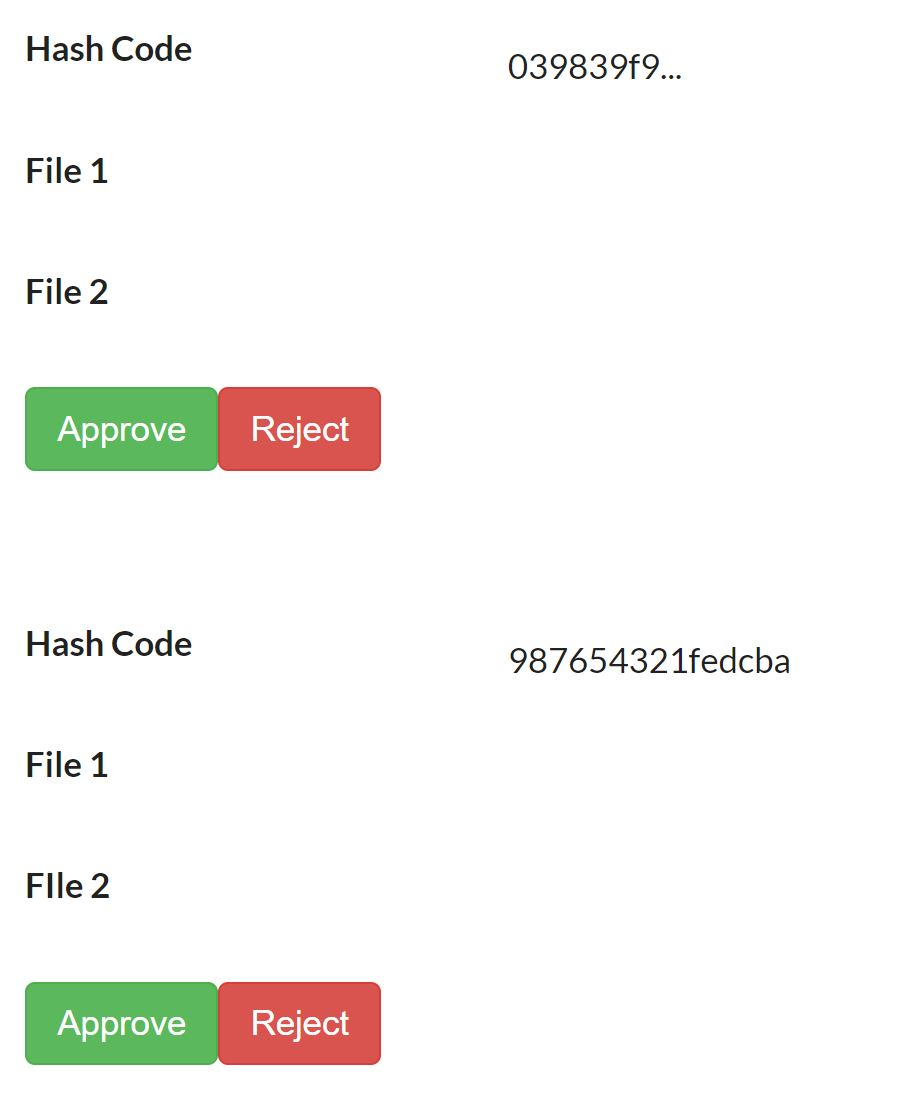 Hash Code
039839f9...
File 1
File 2
Approve Reject
Hash Code
987654321fedcba
File 1
FIle 2
Approve Reject